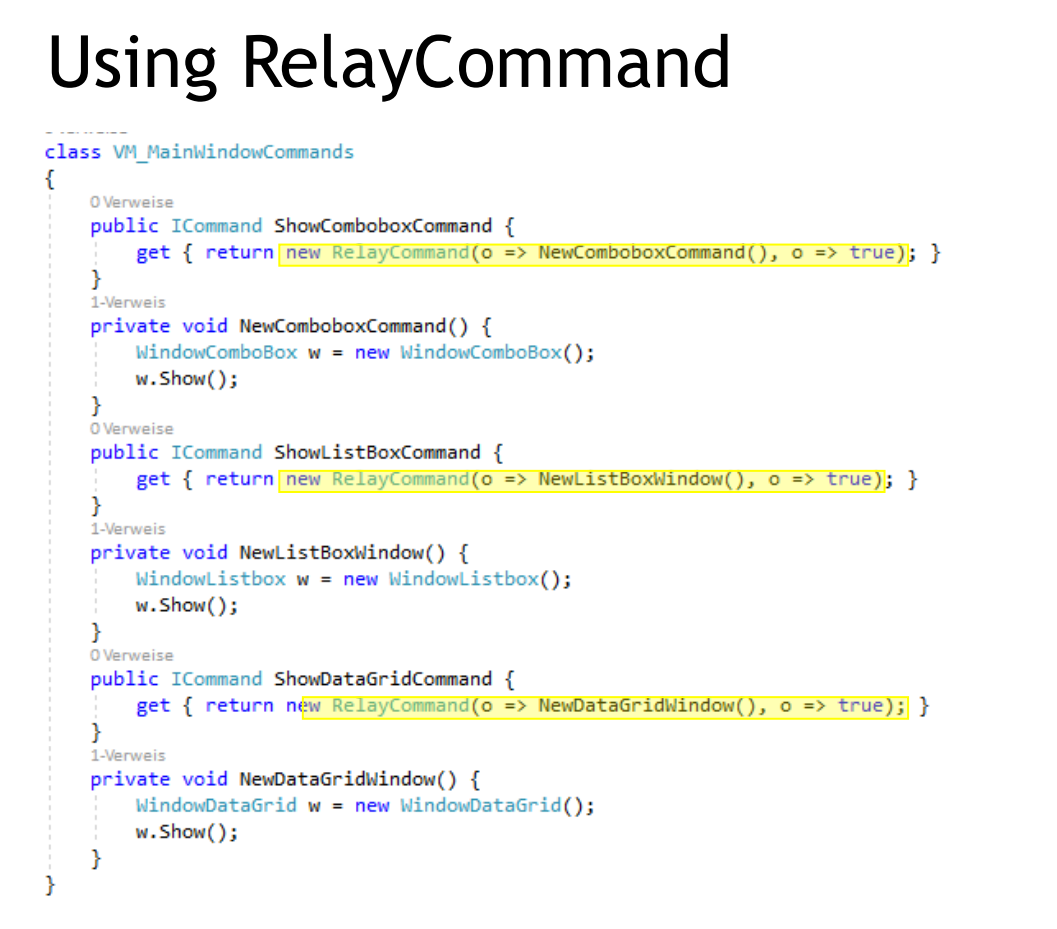 Using RelayCommand
class VM_MainWindowCommands
{
0 Verweise
public ICommand ShowComboboxCommand {
get { return new RelayCommand(o => NewComboboxCommand(), o => true); }
}
1-Verweis
private void NewComboboxCommand() {
WindowComboBox w = new WindowComboBox();
w.Show();
}
0 Verweise
public ICommand ShowListBoxCommand {
get { return new RelayCommand(o => NewListBoxWindow(), o => true); }
}
1-Verweis
private void NewListBoxWindow() {
WindowListbox w = new WindowListbox();
w.Show();
}
0 Verweise
public ICommand ShowDataGridCommand {
get { return new RelayCommand(o => NewDataGridWindow(), o => true); }
}
1-Verweis
private void NewDataGridWindow() {
WindowDataGrid w = new WindowDataGrid();
w.Show();
}
}